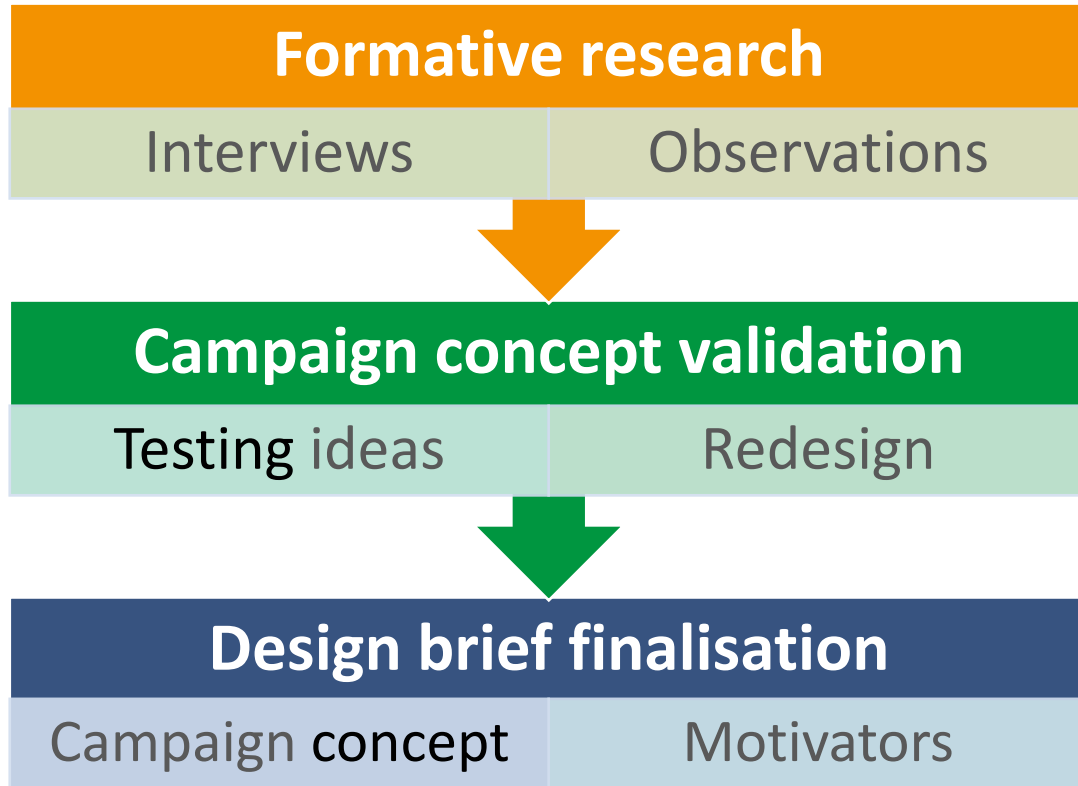 Formative research
Interviews Observations
Campaign concept validation
Testing ideas Redesign
Design brief finalisation
Campaign concept Motivators